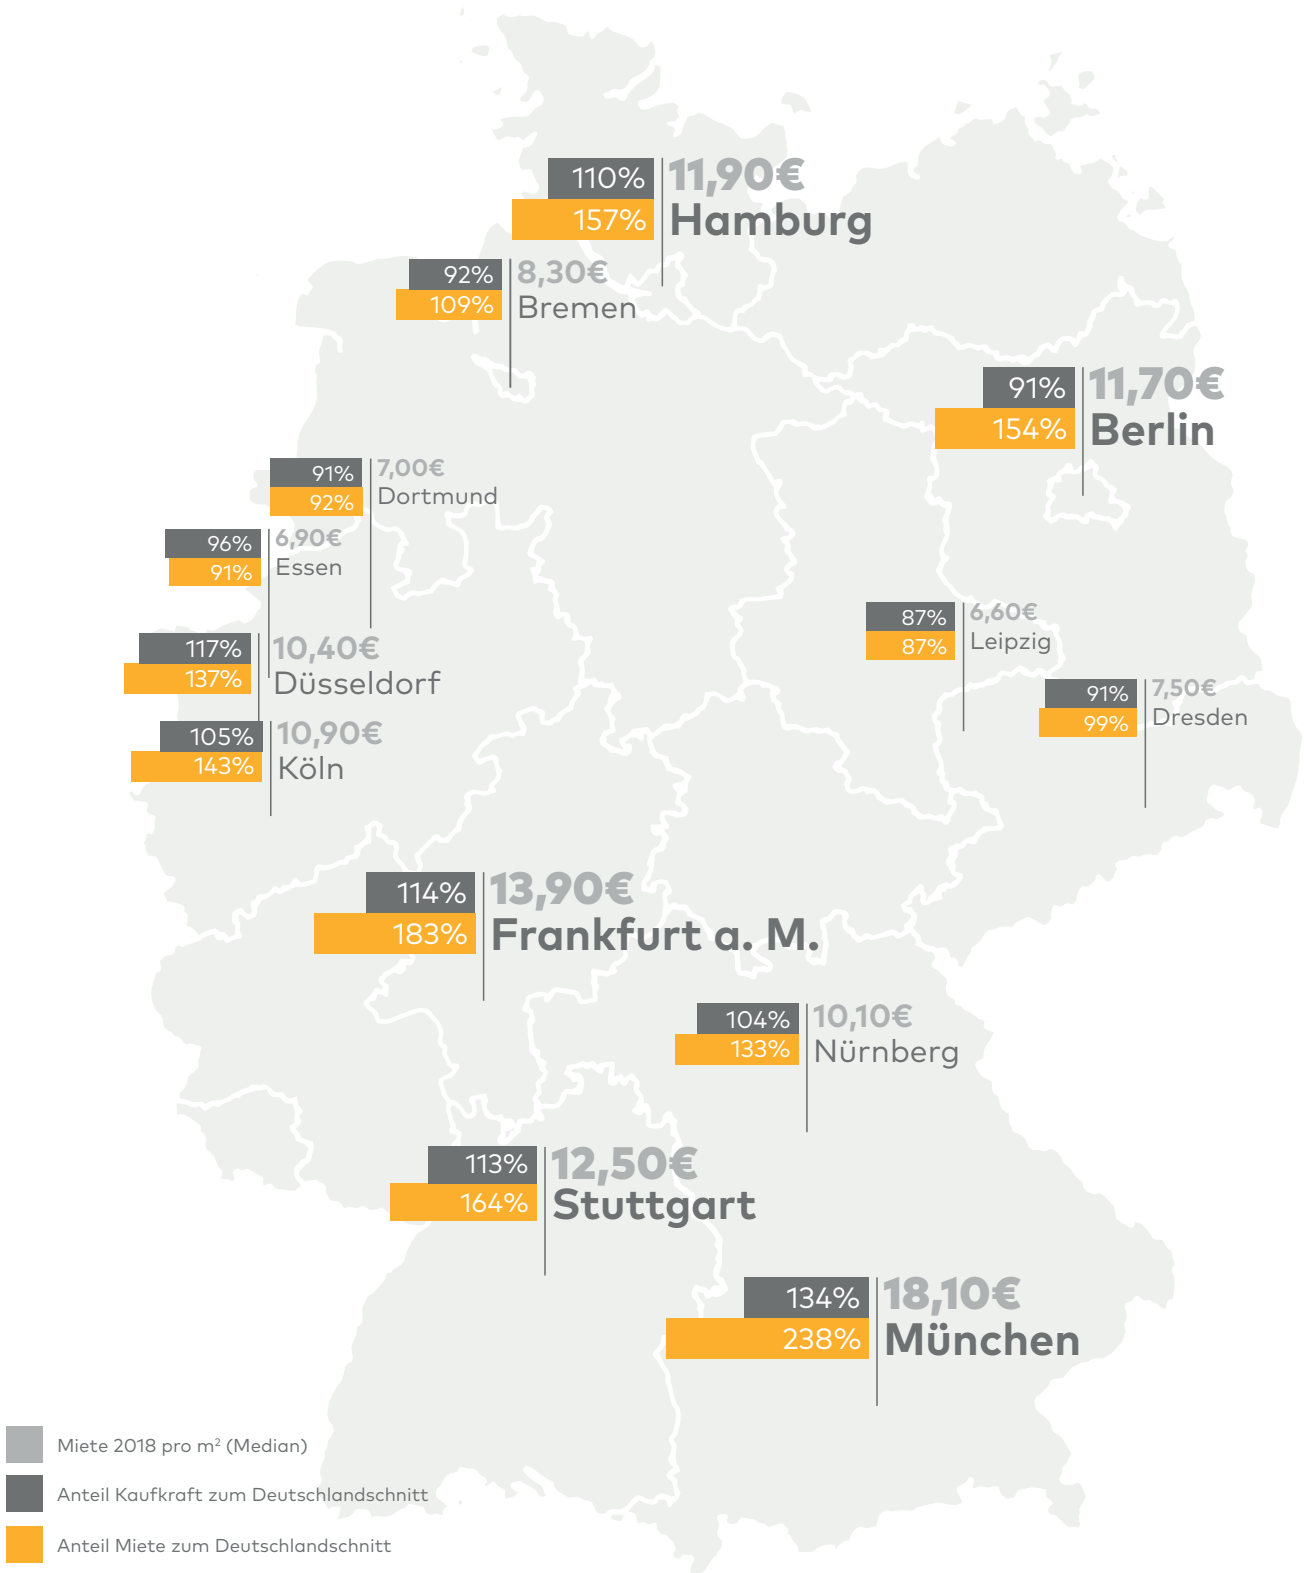 110%
11,90€
157%
Hamburg
92%
8,30€
109%
Bremen
91%
11,70€
154%
Berlin
91%
7,00€
92%
Dortmund
96%
6,90€
91%
Essen
87%
6,60€
87%
Leipzig
117%
10,40€
137%
Düsseldorf
91%
7,50€
99%
Dresden
105%
10,90€
143%
Köln
114%
13,90€
183%
Frankfurt a. M.
104%
10,10€
133%
Nürnberg
113%
12,50€
164%
Stuttgart
134%
18,10€
238%
München
Miete 2018 pro m² (Median)
Anteil Kaufkraft zum Deutschlandschnitt
Anteil Miete zum Deutschlandschnitt